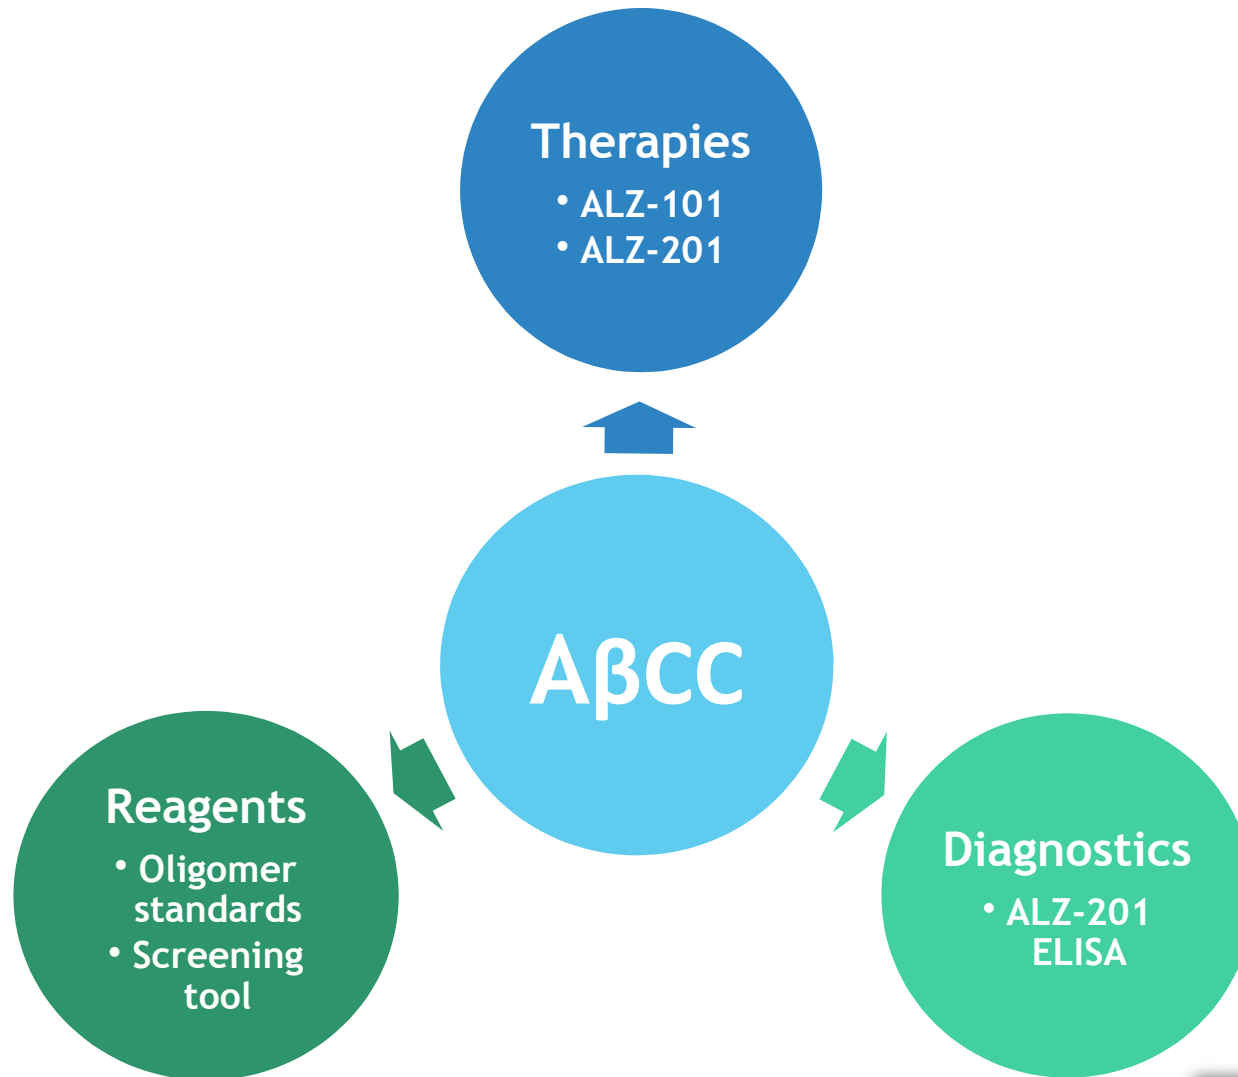 Therapies
• ALZ-101
• ALZ-201
AβCC
Reagents
• Oligomer
standards
• Screening
tool
Diagnostics
• ALZ-201
ELISA